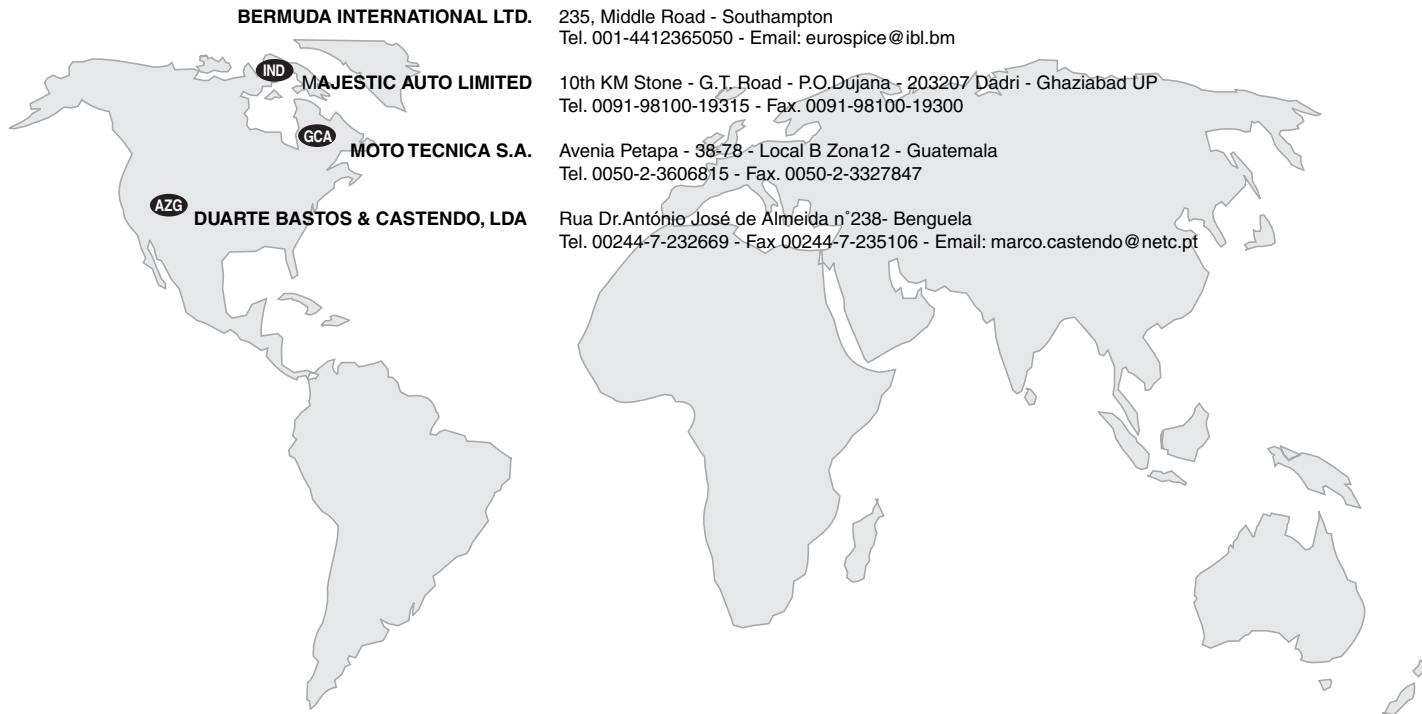 BERMUDA INTERNATIONAL LTD. 235, Middle Road - Southampton
Tel. 001-4412365050 - Email: eurospice@ibl.bm
IND MAJESTIC AUTO LIMITED 10th KM Stone - G.T. Road - P.O.Dujana - 203207 Dadri - Ghaziabad UP
Tel. 0091-98100-19315 - Fax. 0091-98100-19300
GCA MOTO TECNICA S.A. Avenia Petapa - 38-78 - Local B Zona12 - Guatemala
Tel. 0050-2-3606815 - Fax. 0050-2-3327847
AZG DUARTE BASTOS & CASTENDO, LDA Rua Dr.António José de Almeida n°238- Benguela
Tel. 00244-7-232669 - Fax 00244-7-235106 - Email: marco.castendo@netc.pt